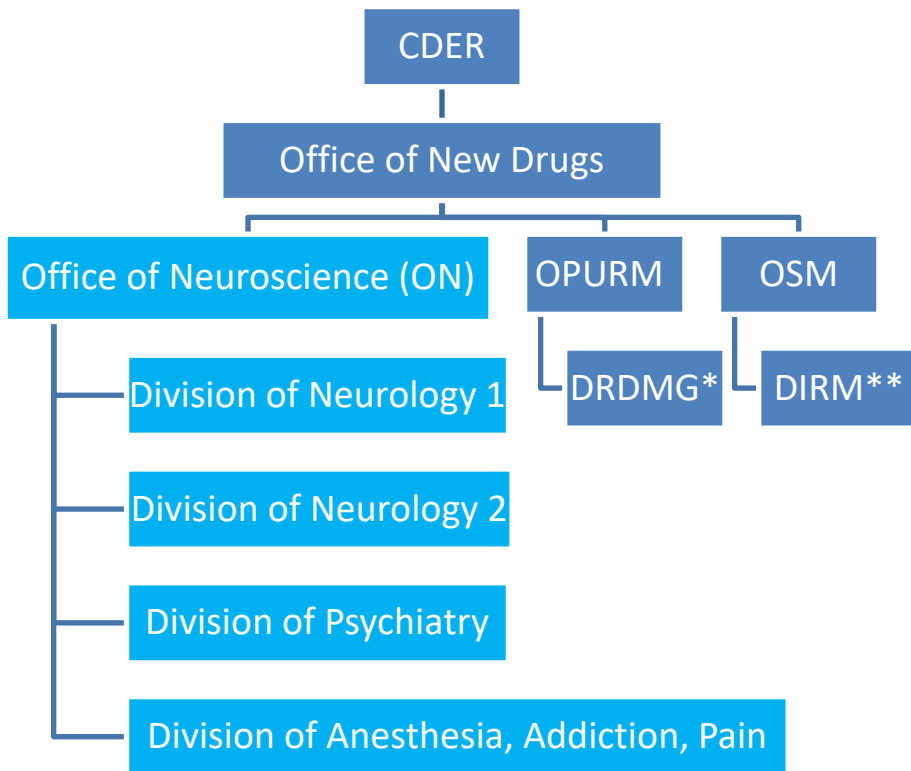 CDER
Office of New Drugs
Office of Neuroscience (ON)
OPURM
OSM
DRDMG*
DIRM**
Division of Neurology 1
Division of Neurology 2
Division of Psychiatry
Division of Anesthesia, Addiction, Pain